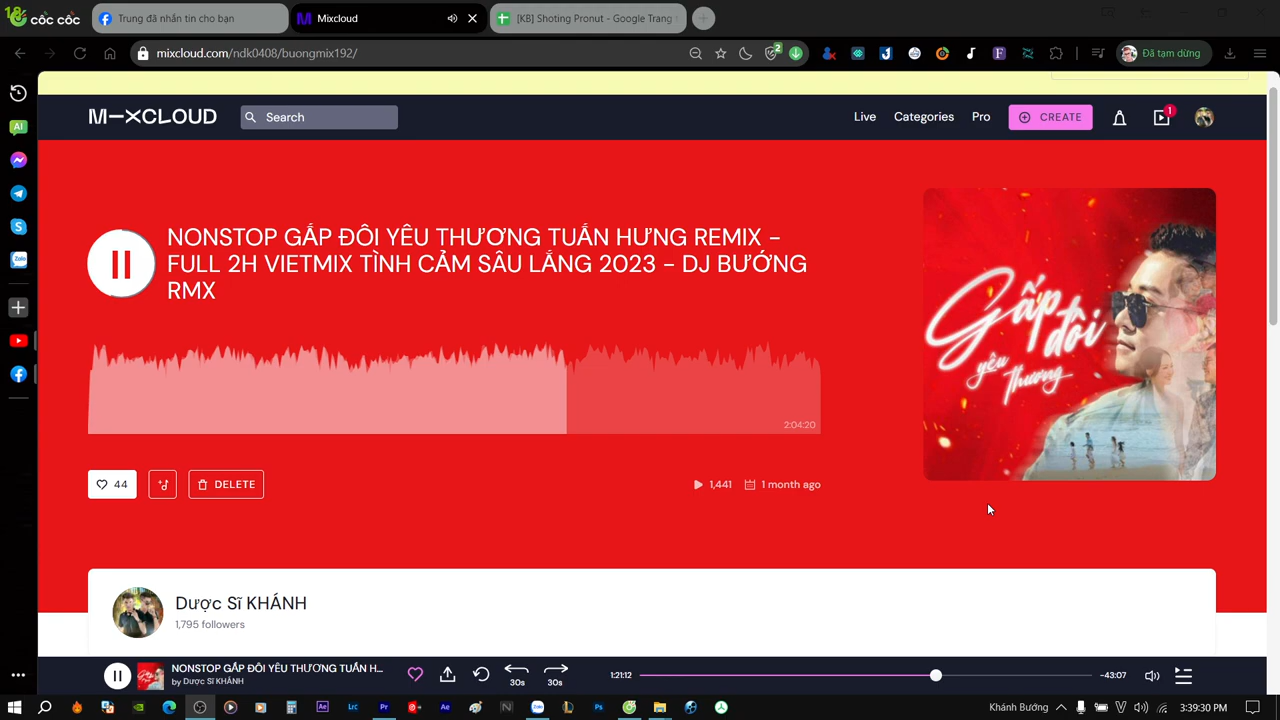 cốc cốc
Trung đã nhắn tin cho bạn
Mixcloud
[KB] Shoting Pronut - Google Trang
mixcloud.com/ndk0408/buongmix192/
2
Đã tạm dừng
AI
M–XCLOUD
Search
Live
Categories
Pro
CREATE
1
NONSTOP GẤP ĐÔI YÊU THƯƠNG TUẤN HƯNG REMIX -
FULL 2H VIETMIX TÌNH CẢM SÂU LẮNG 2023 - DJ BƯỚNG
RMX
Gấp đôi
yêu Thương
2:04:20
44
DELETE
1,441
1 month ago
Dược Sĩ KHÁNH
1,795 followers
NONSTOP GẤP ĐÔI YÊU THƯƠNG TUẤN H...
by Dược Sĩ KHÁNH
30s
30s
1:21:12
-43:07
Khánh Bướng
3:39:30 PM